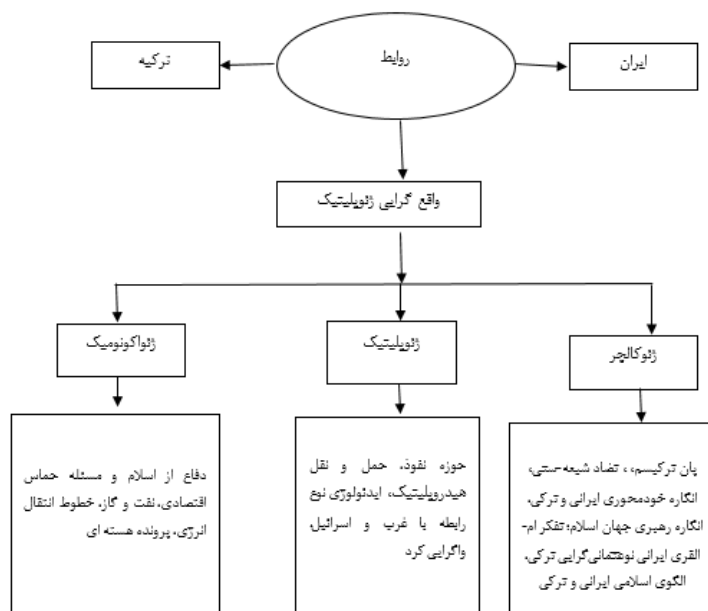 روابط
ایران
ترکیه
واقع گرایی ژئوپلیتیک
ژئوکالچر
ژئوپلیتیک
ژئواکونومیک
پان ترکیسم، ، تضاد شیعه-سنی،
انگاره خودمحوری ایرانی و ترکی،
انگاره رهبری جهان اسلام؛ تفکر ام-
القری ایرانی نوعثمانی‌گرایی ترکی،
الگوی اسلامی ایرانی و ترکی
حوزه نفوذ، حمل و نقل
هیدروپلیتیک، ایدئولوژی نوع
رابطه با غرب و اسرائیل،
واگرایی کرد
دفاع از اسلام و مسئله حماس
اقتصادی، نفت و گاز، خطوط انتقال
انرژی، پرونده هسته ای